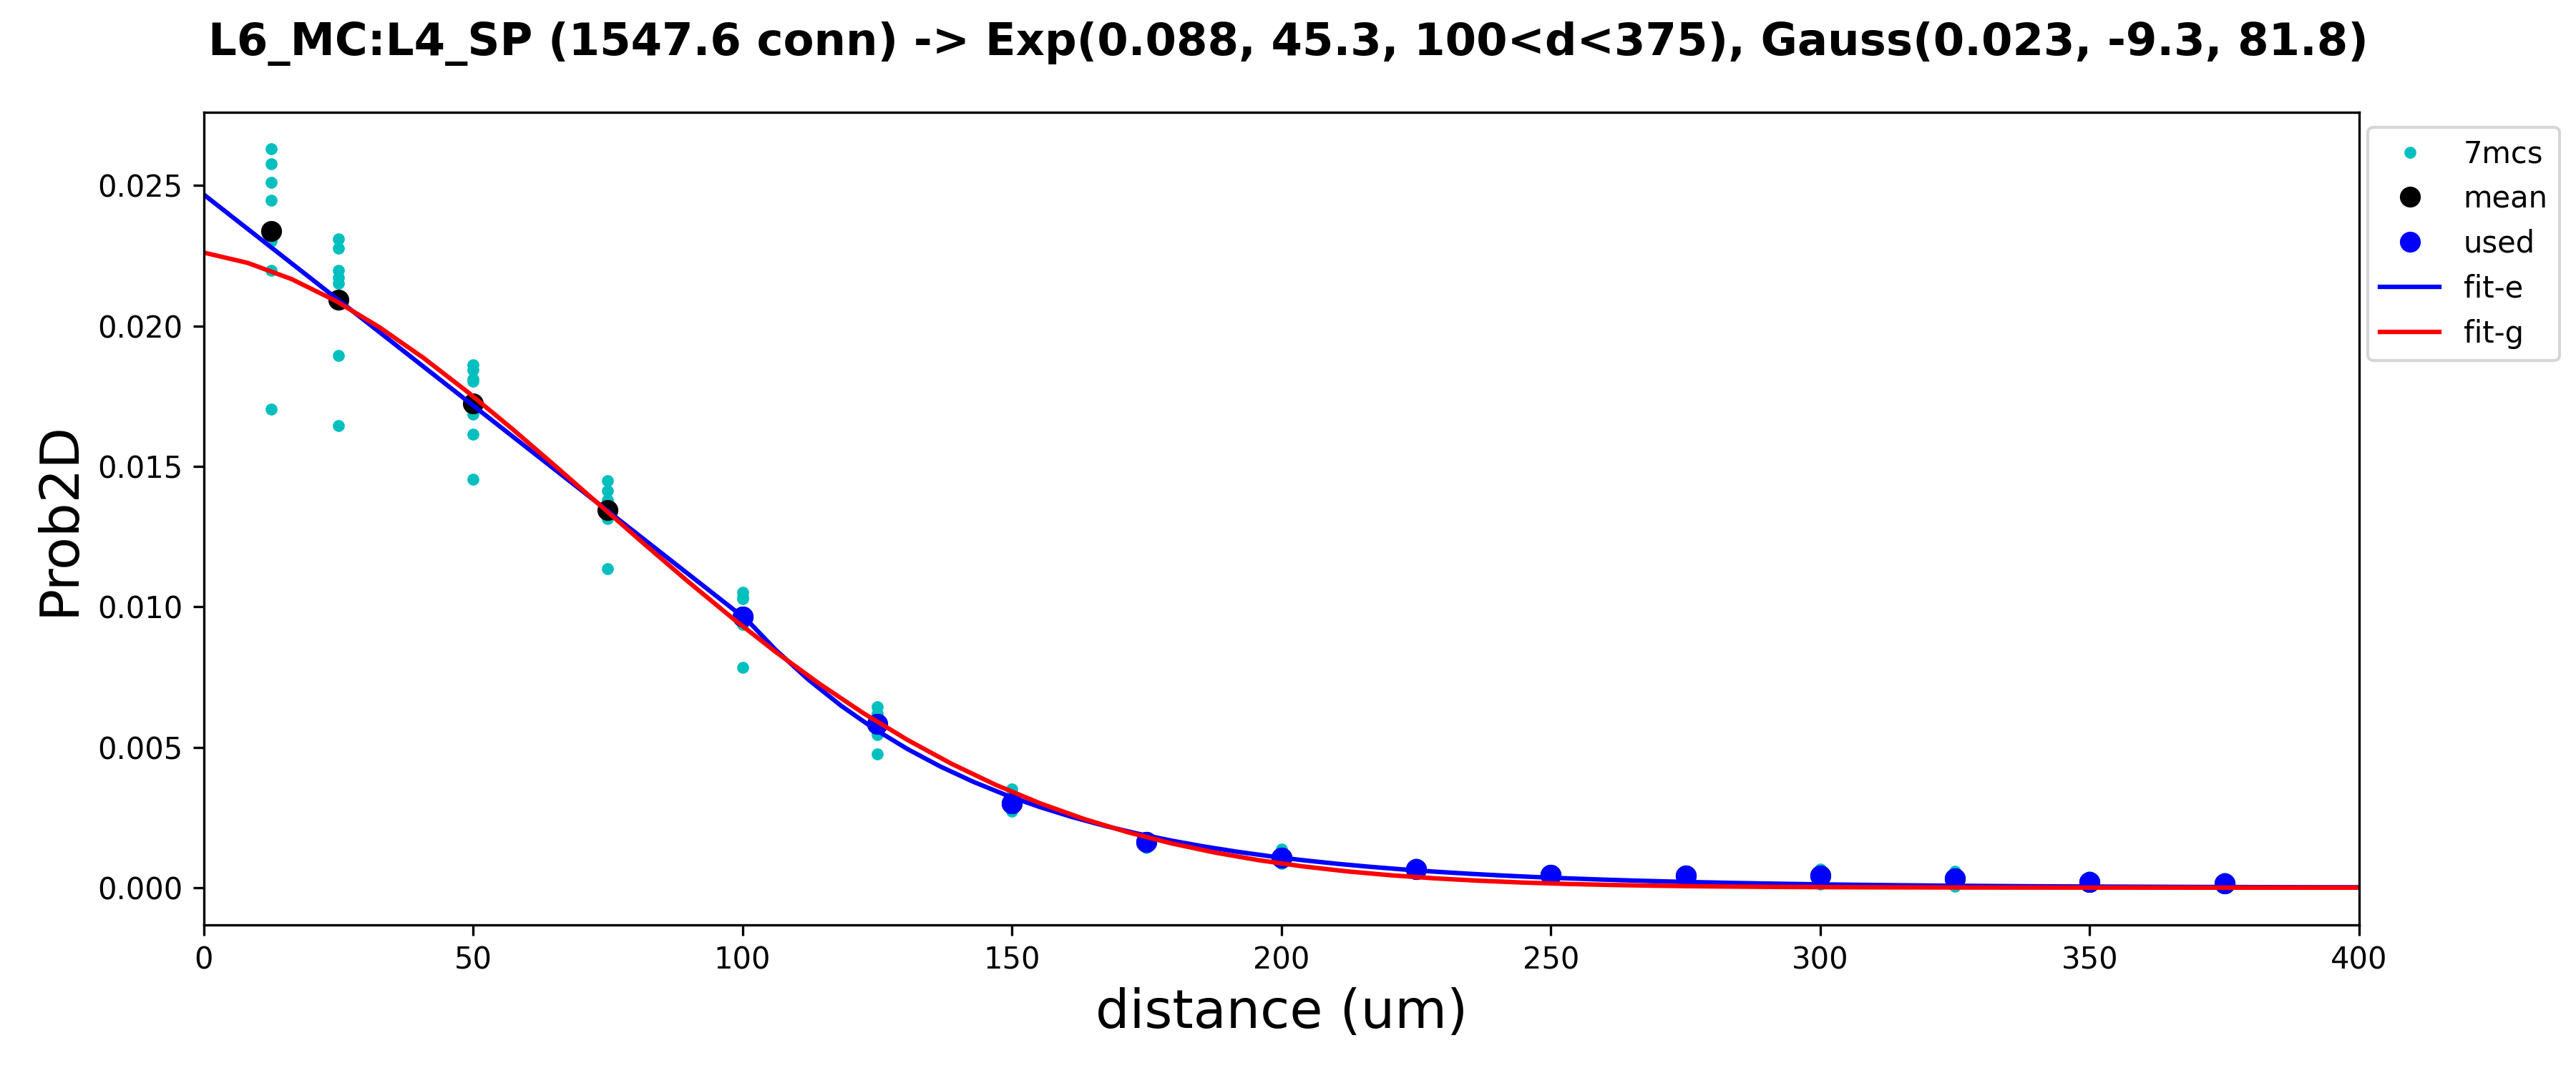 L6_MC:L4_SP (1547.6 conn) -> Exp(0.088, 45.3, 100<d<375), Gauss(0.023, -9.3, 81.8)
7mcs
mean
used
fit-e
fit-g
Prob2D
0.025
0.020
0.015
0.010
0.005
0.000
0 50 100 150 200 250 300 350 400
distance (um)